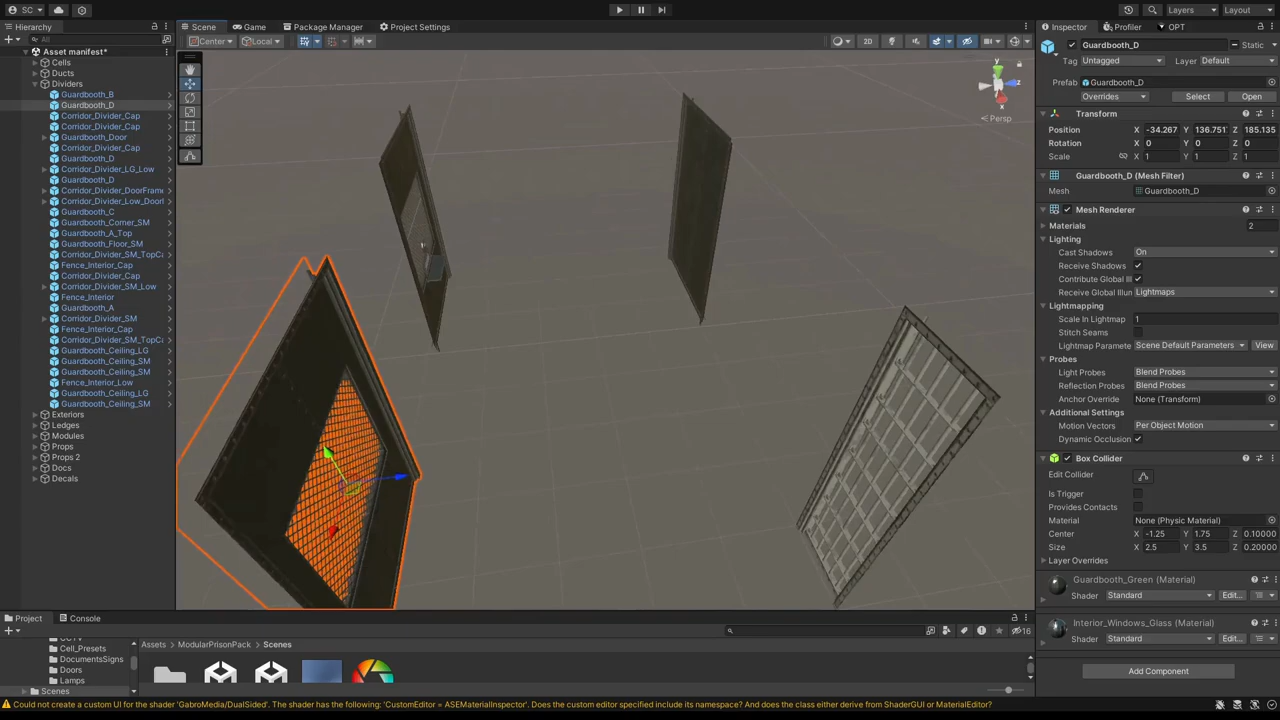 SC
Layers
Layout
Hierarchy
All
Asset manifest*
Cells
Ducts
Dividers
Guardbooth_B
Guardbooth_D
Corridor_Divider_Cap
Corridor_Divider_Cap
Guardbooth_Door
Corridor_Divider_Cap
Guardbooth_D
Corridor_Divider_LG_Low
Guardbooth_D
Corridor_Divider_DoorFrame
Corridor_Divider_Low_Door
Guardbooth_C
Guardbooth_Corner_SM
Guardbooth_A_Top
Guardbooth_Floor_SM
Corridor_Divider_SM_TopCa
Fence_Interior_Cap
Corridor_Divider_Cap
Corridor_Divider_SM_Low
Fence_Interior
Guardbooth_A
Corridor_Divider_SM
Fence_Interior_Cap
Corridor_Divider_SM_TopCa
Guardbooth_Ceiling_LG
Guardbooth_Ceiling_SM
Guardbooth_Ceiling_SM
Fence_Interior_Low
Guardbooth_Ceiling_LG
Guardbooth_Ceiling_SM
Exteriors
Ledges
Modules
Props
Props 2
Docs
Decals
Scene
Game
Package Manager
Project Settings
Center
Local
2D
y
z
x
Persp
Inspector
Profiler
OPT
Guardbooth_D
Static
Tag Untagged
Layer Default
Prefab Guardbooth_D
Overrides Select Open
Transform
Position X -34.267 Y 136.751 Z 185.135
Rotation X 0 Y 0 Z 0
Scale X 1 Y 1 Z 1
Guardbooth_D (Mesh Filter)
Mesh Guardbooth_D
Mesh Renderer
Materials 2
Lighting
Cast Shadows On
Receive Shadows
Contribute Global Il
Receive Global Illun Lightmaps
Lightmapping
Scale In Lightmap 1
Stitch Seams
Lightmap Paramete Scene Default Parameters View
Probes
Light Probes Blend Probes
Reflection Probes Blend Probes
Anchor Override None (Transform)
Additional Settings
Motion Vectors Per Object Motion
Dynamic Occlusion
Box Collider
Edit Collider
Is Trigger
Provides Contacts
Material None (Physic Material)
Center X -1.25 Y 1.75 Z 0.10000
Size X 2.5 Y 3.5 Z 0.20000
Layer Overrides
Guardbooth_Green (Material)
Shader Standard Edit...
Interior_Windows_Glass (Material)
Shader Standard Edit...
Add Component
Project
Console
16
Cell_Presets
DocumentsSigns
Doors
Lamps
Scenes
Assets
ModularPrisonPack
Scenes
Could not create a custom UI for the shader 'GabroMedia/DualSided'. The shader has the following: 'CustomEditor = ASEMaterialInspector'. Does the custom editor specified include its namespace? And does the class either derive from ShaderGUI or MaterialEditor?